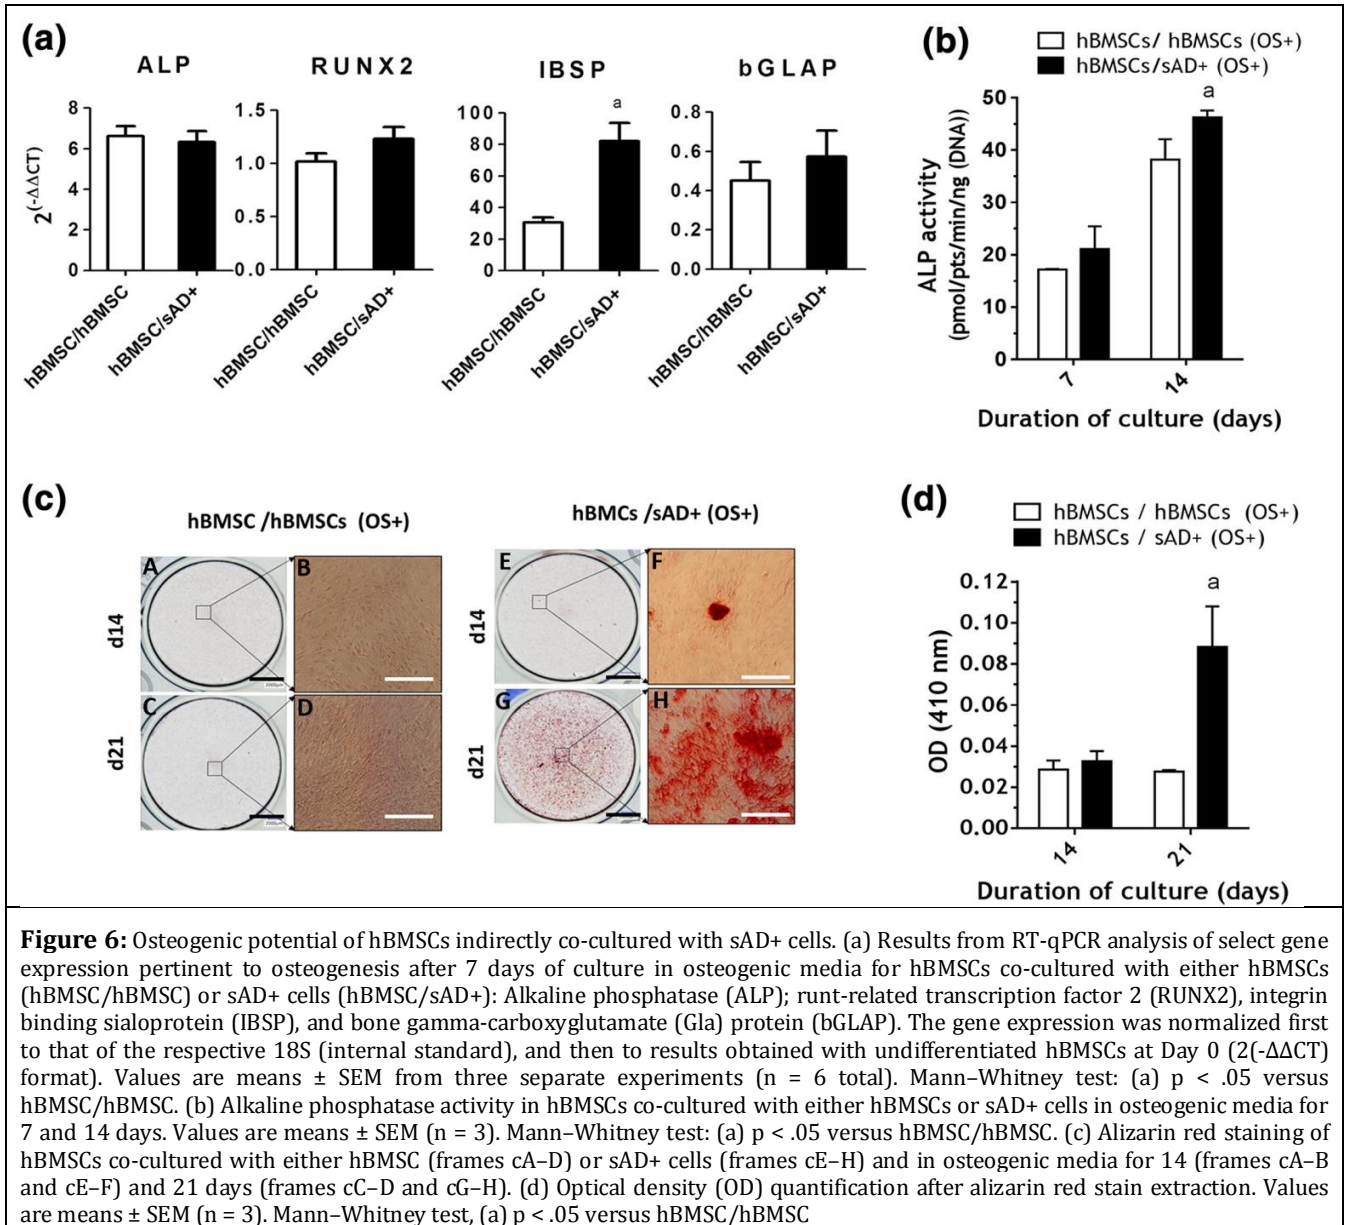 (a)
ALP
RUNX2
IBSP
bGLAP
a
2(-ΔΔCT)
8
6
4
2
0
1.5
1.0
0.5
0.0
100
80
60
40
20
0
0.8
0.6
0.4
0.2
0.0
hBMSC/hBMSC
hBMSC/sAD+
hBMSC/hBMSC
hBMSC/sAD+
hBMSC/hBMSC
hBMSC/sAD+
hBMSC/hBMSC
hBMSC/sAD+
(b)
hBMSCs/ hBMSCs (OS+)
hBMSCs/sAD+ (OS+)
a
ALP activity
(pmol/pts/min/ng (DNA))
50
40
30
20
10
0
7
14
Duration of culture (days)
(c)
hBMSC /hBMSCs (OS+)
hBMCs /sAD+ (OS+)
d14
A
B
d14
E
F
d21
C
D
d21
G
H
(d)
hBMSCs / hBMSCs (OS+)
hBMSCs / sAD+ (OS+)
a
OD (410 nm)
0.12
0.10
0.08
0.06
0.04
0.02
0.00
14
21
Duration of culture (days)
Figure 6: Osteogenic potential of hBMSCs indirectly co-cultured with sAD+ cells. (a) Results from RT-qPCR analysis of select gene
expression pertinent to osteogenesis after 7 days of culture in osteogenic media for hBMSCs co-cultured with either hBMSCs
(hBMSC/hBMSC) or sAD+ cells (hBMSC/sAD+): Alkaline phosphatase (ALP); runt-related transcription factor 2 (RUNX2), integrin
binding sialoprotein (IBSP), and bone gamma-carboxyglutamate (Gla) protein (bGLAP). The gene expression was normalized first
to that of the respective 18S (internal standard), and then to results obtained with undifferentiated hBMSCs at Day 0 (2(-ΔΔCT)
format). Values are means ± SEM from three separate experiments (n = 6 total). Mann–Whitney test: (a) p < .05 versus
hBMSC/hBMSC. (b) Alkaline phosphatase activity in hBMSCs co-cultured with either hBMSCs or sAD+ cells in osteogenic media for
7 and 14 days. Values are means ± SEM (n = 3). Mann–Whitney test: (a) p < .05 versus hBMSC/hBMSC. (c) Alizarin red staining of
hBMSCs co-cultured with either hBMSC (frames cA–D) or sAD+ cells (frames cE–H) and in osteogenic media for 14 (frames cA–B
and cE–F) and 21 days (frames cC–D and cG–H). (d) Optical density (OD) quantification after alizarin red stain extraction. Values
are means ± SEM (n = 3). Mann–Whitney test, (a) p < .05 versus hBMSC/hBMSC